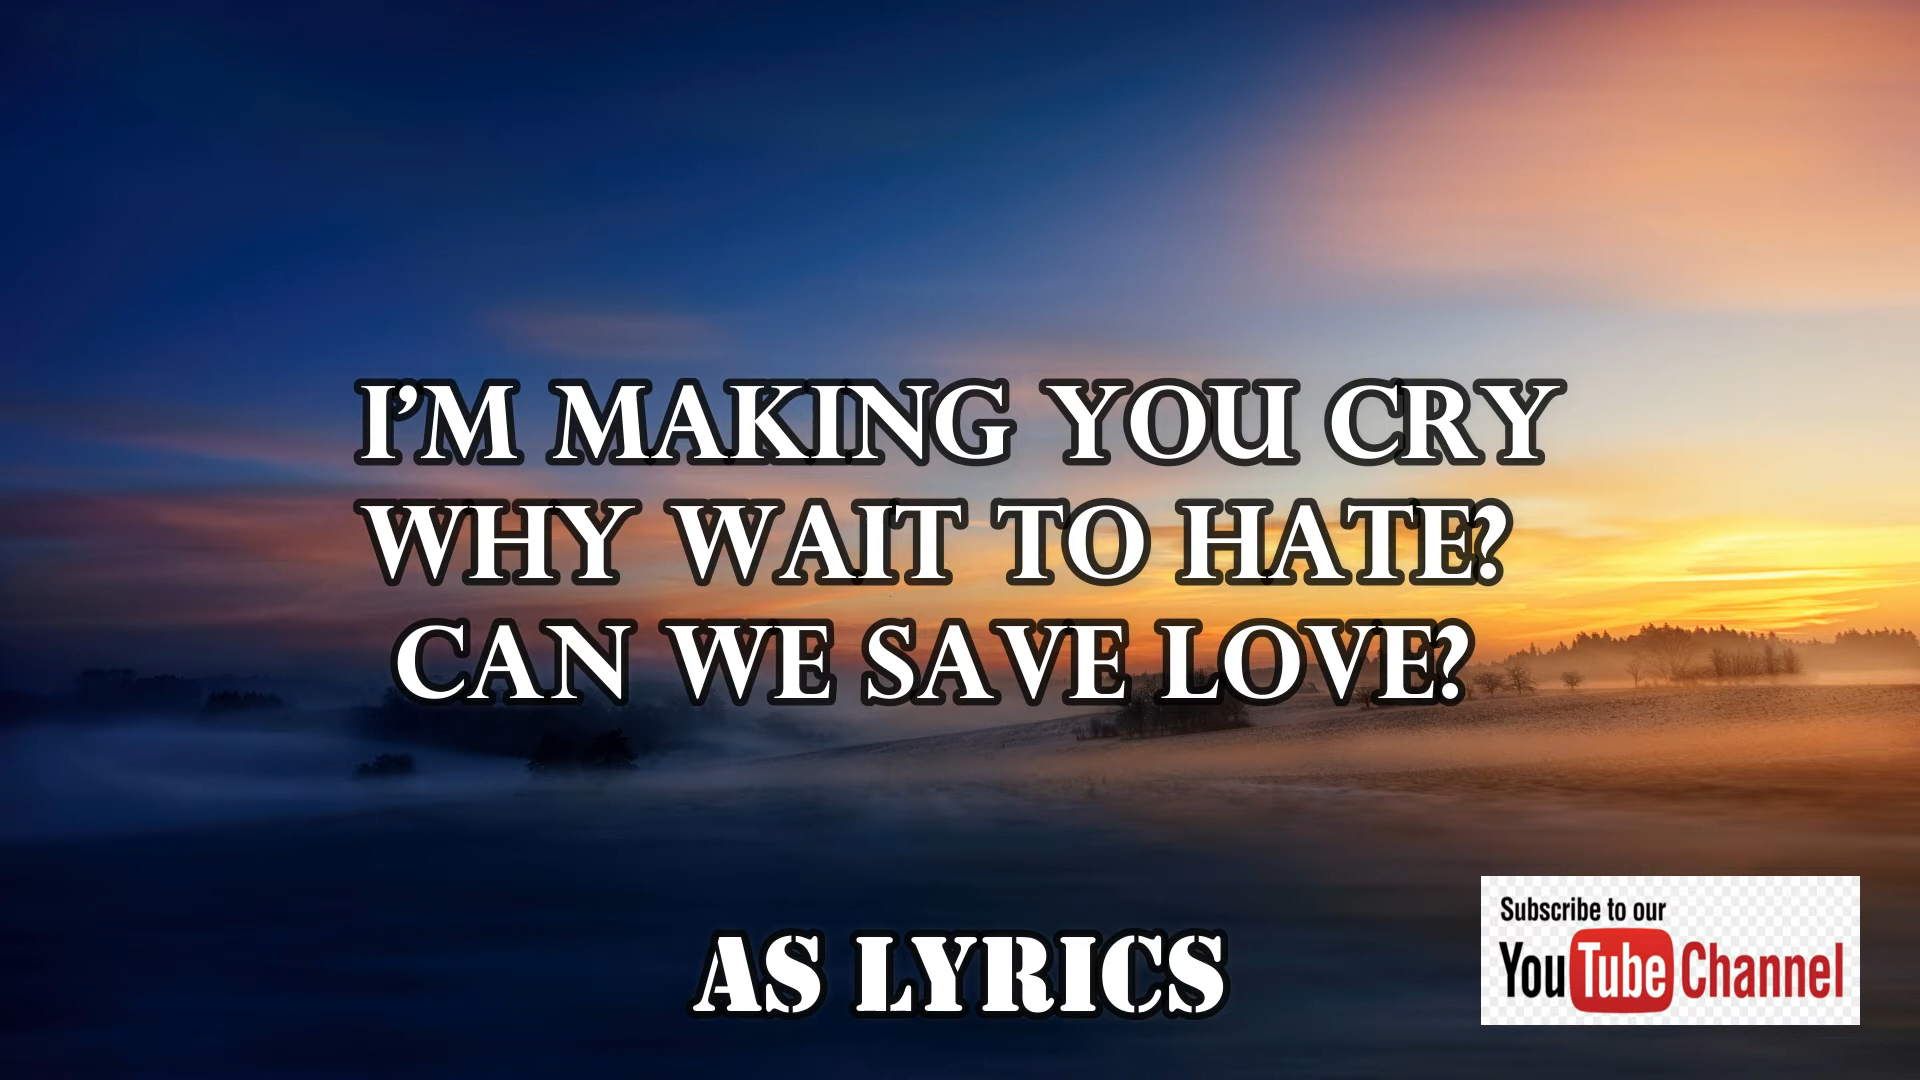 I'M MAKING YOU CRY
WHY WAIT TO HATE?
CAN WE SAVE LOVE?
AS LYRICS
Subscribe to our
YouTube Channel